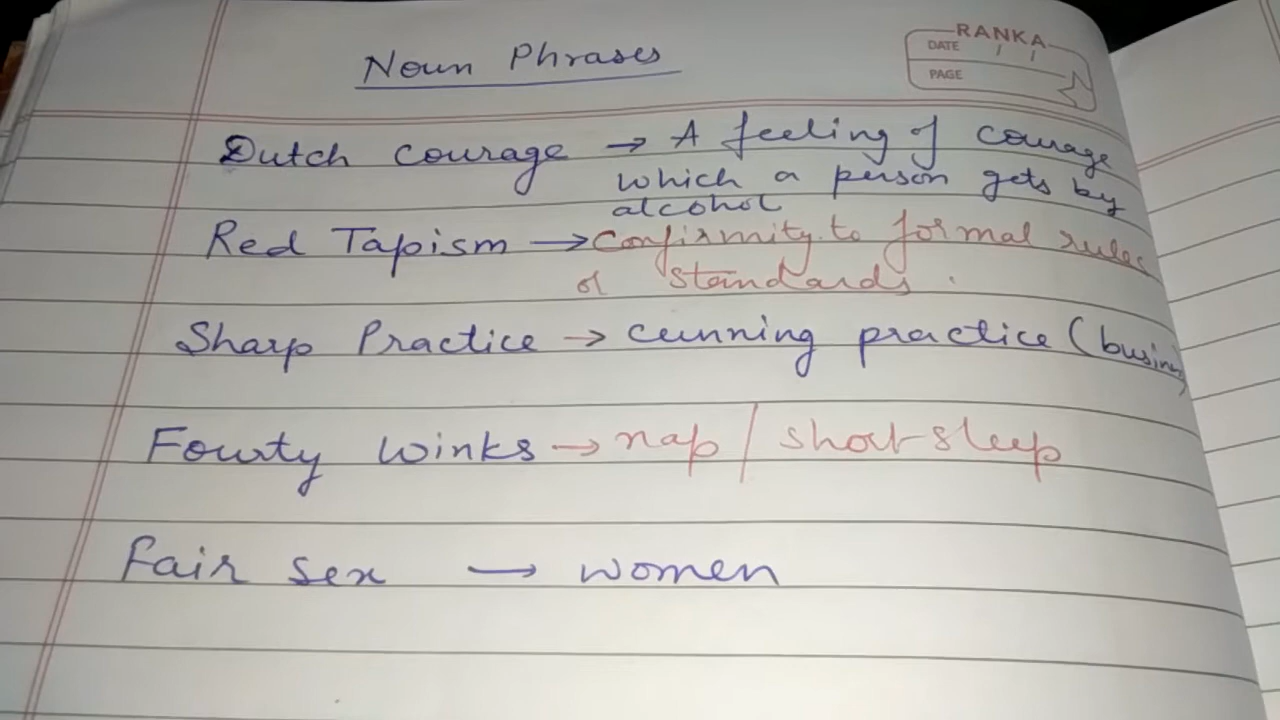 Noun Phrases
RANKA
DATE / /
PAGE
Dutch courage → A feeling of courage
which a person gets by
alcohol
Red Tapism → Confirmity to formal rules
or standards.
Sharp Practice → cunning practice (busin
Fourty winks → nap / short sleep
Fair sex → women